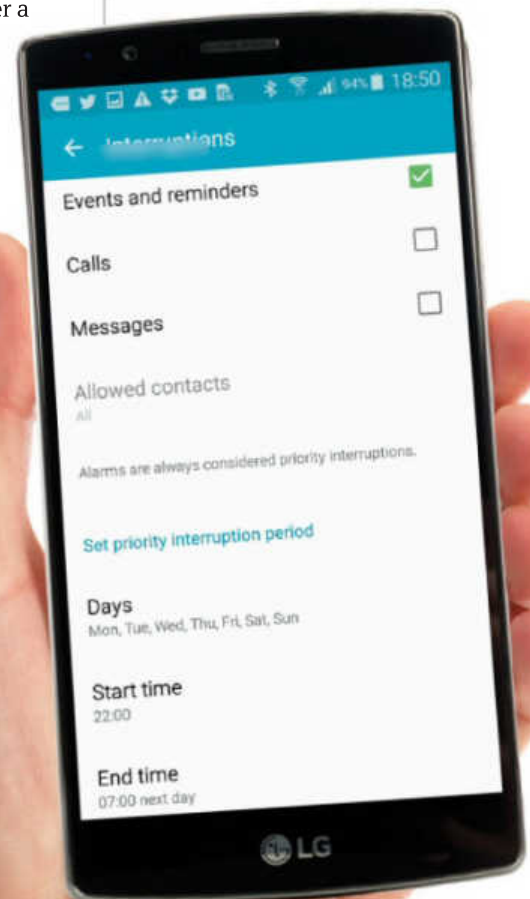 er a
94% 18:50
Interruptions
Events and reminders
Calls
Messages
Allowed contacts
All
Alarms are always considered priority interruptions.
Set priority interruption period
Days
Mon, Tue, Wed, Thu, Fri, Sat, Sun
Start time
22:00
End time
07:00 next day
LG